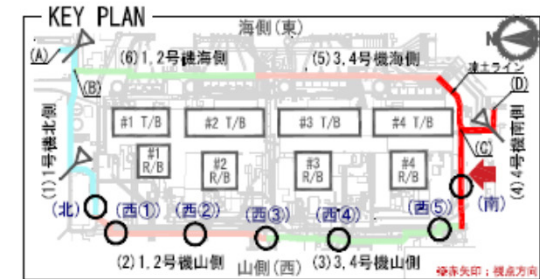 KEY PLAN
海側(東)
N
(A)
(6)1,2号機海側
(5)3,4号機海側
凍土ライン
(B)
(D)
(1)1号機北側
#1 T/B
#2 T/B
#3 T/B
#4 T/B
(C)
(4)4号機南側
#1
R/B
#2
R/B
#3
R/B
#4
R/B
(北)
(西①)
(西②)
(西③)
(西④)
(西⑤)
(南)
(2)1,2号機山側
山側(西)
(3)3,4号機山側
※赤矢印:視点方向